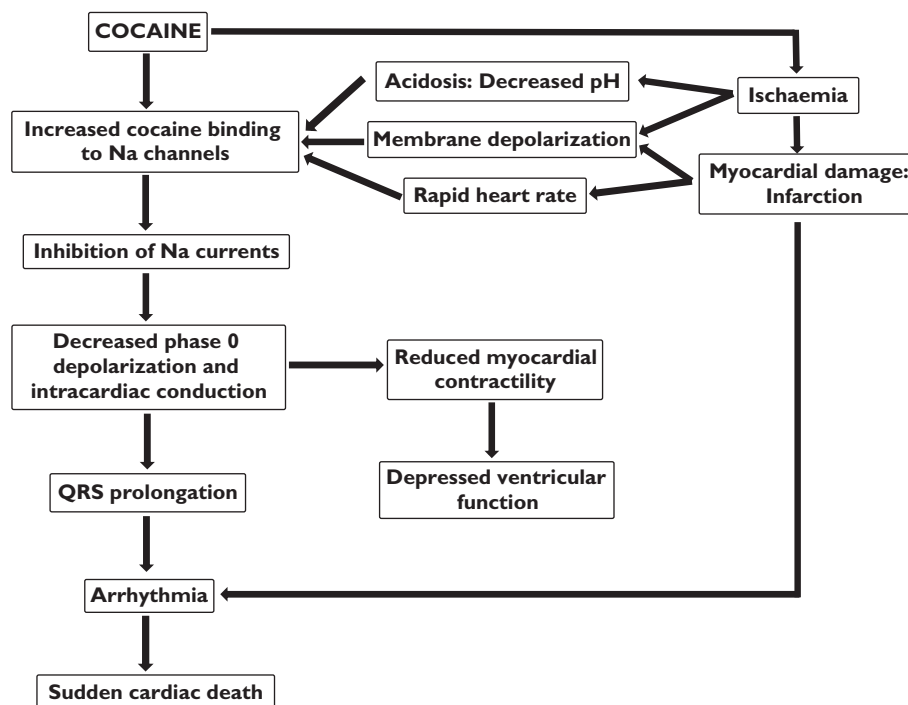 COCAINE
Acidosis: Decreased pH
Ischaemia
Increased cocaine binding
to Na channels
Membrane depolarization
Myocardial damage:
Infarction
Rapid heart rate
Inhibition of Na currents
Decreased phase 0
depolarization and
intracardiac conduction
Reduced myocardial
contractility
QRS prolongation
Depressed ventricular
function
Arrhythmia
Sudden cardiac death